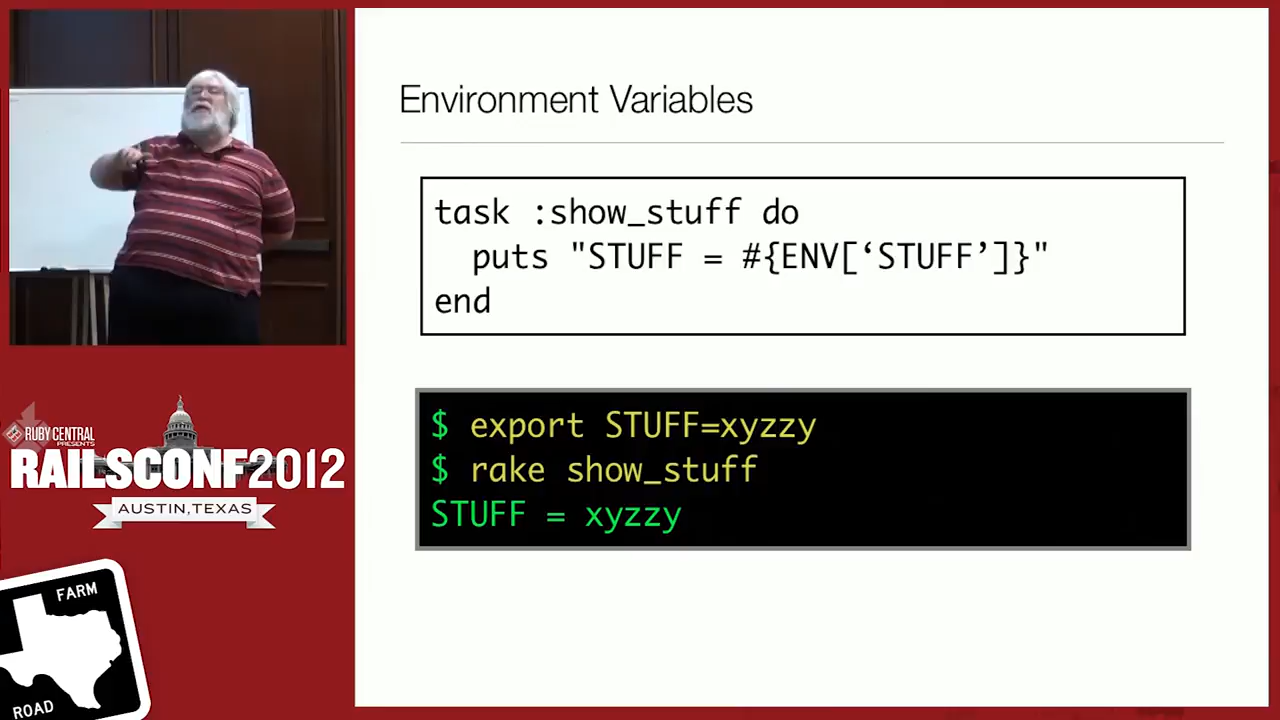 Environment Variables
task :show_stuff do
  puts "STUFF = #{ENV[‘STUFF’]}"
end
$ export STUFF=xyzzy
$ rake show_stuff
STUFF = xyzzy
RUBY CENTRAL
PRESENTS
RAILSCONF2012
AUSTIN,TEXAS
FARM
ROAD